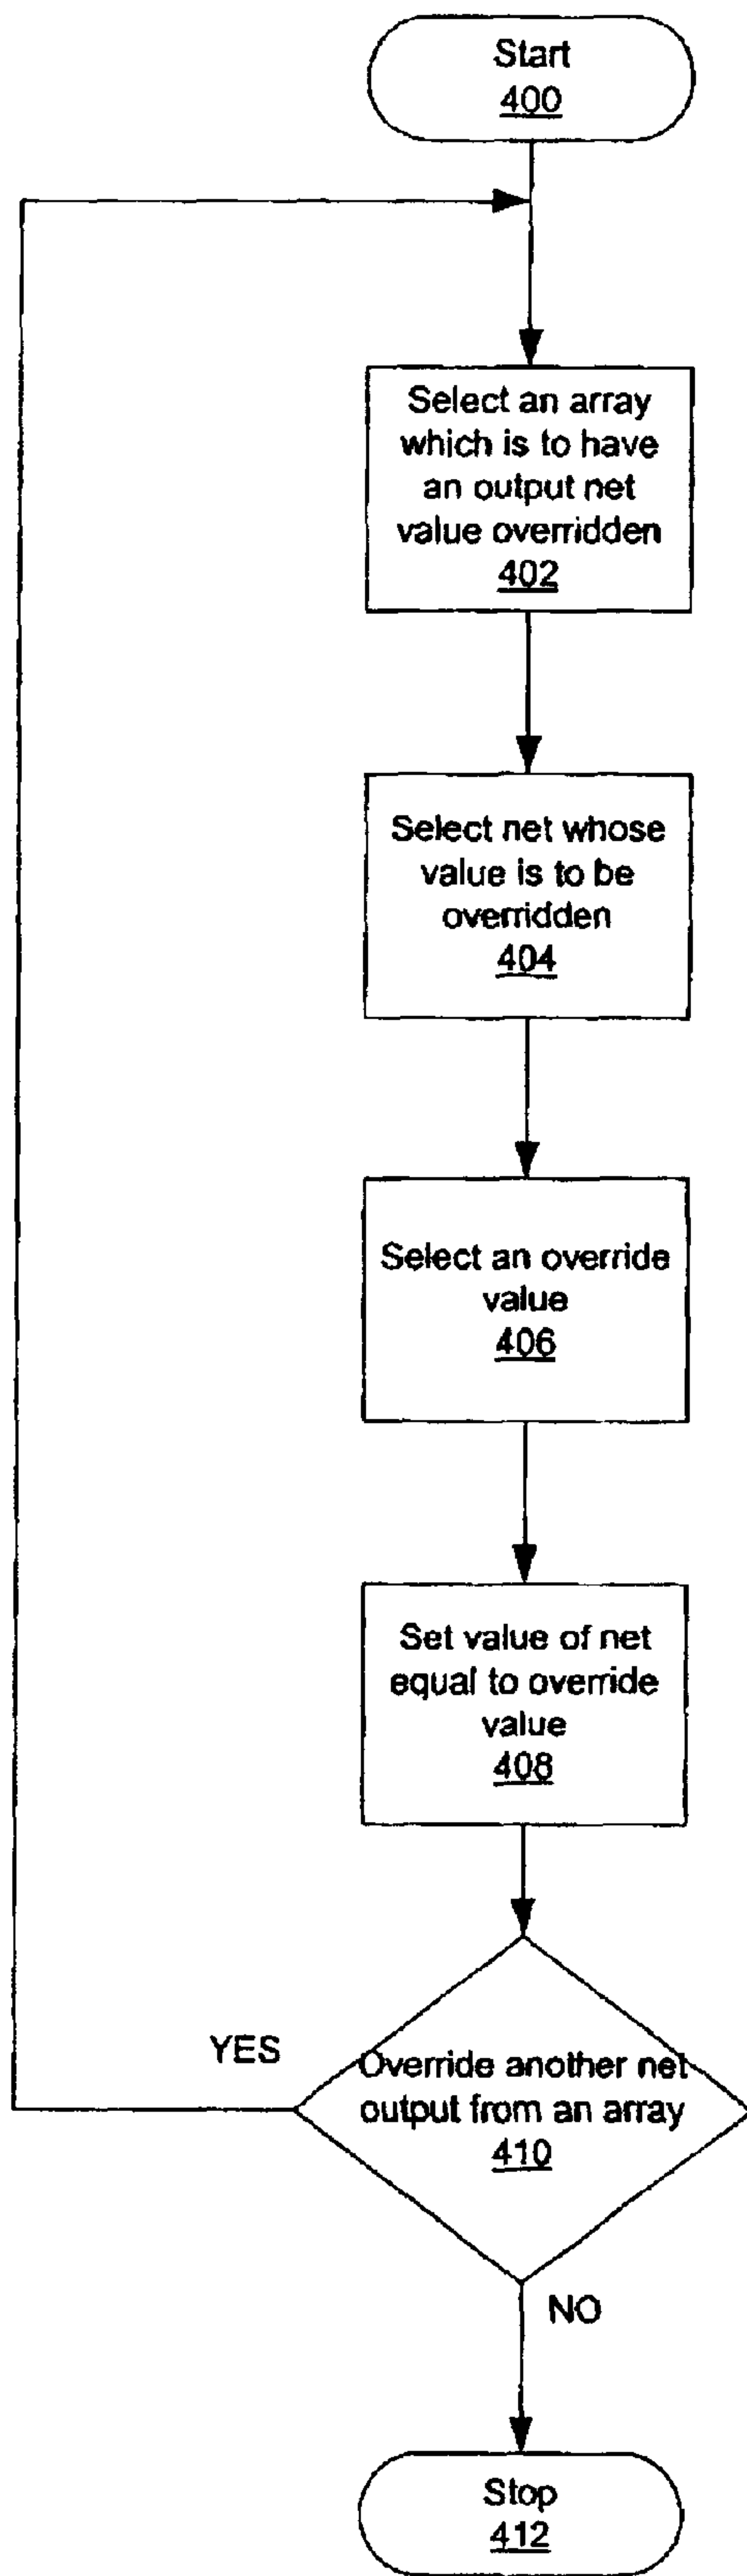 Start
400
Select an array
which is to have
an output net
value overridden
402
Select net whose
value is to be
overridden
404
Select an override
value
406
Set value of net
equal to override
value
408
YES
Override another net
output from an array
410
NO
Stop
412